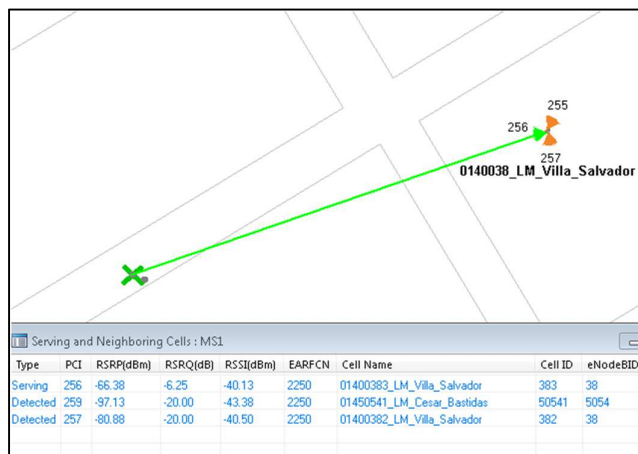 255
256
257
0140038_LM_Villa_Salvador
Serving and Neighboring Cells : MS1
Type PCI RSRP(dBm) RSRQ(dB) RSSI(dBm) EARFCN Cell Name Cell ID eNodeBID
Serving 256 -66.38 -6.25 -40.13 2250 01400383_LM_Villa_Salvador 383 38
Detected 259 -97.13 -20.00 -43.38 2250 01450541_LM_Cesar_Bastidas 50541 5054
Detected 257 -80.88 -20.00 -40.50 2250 01400382_LM_Villa_Salvador 382 38